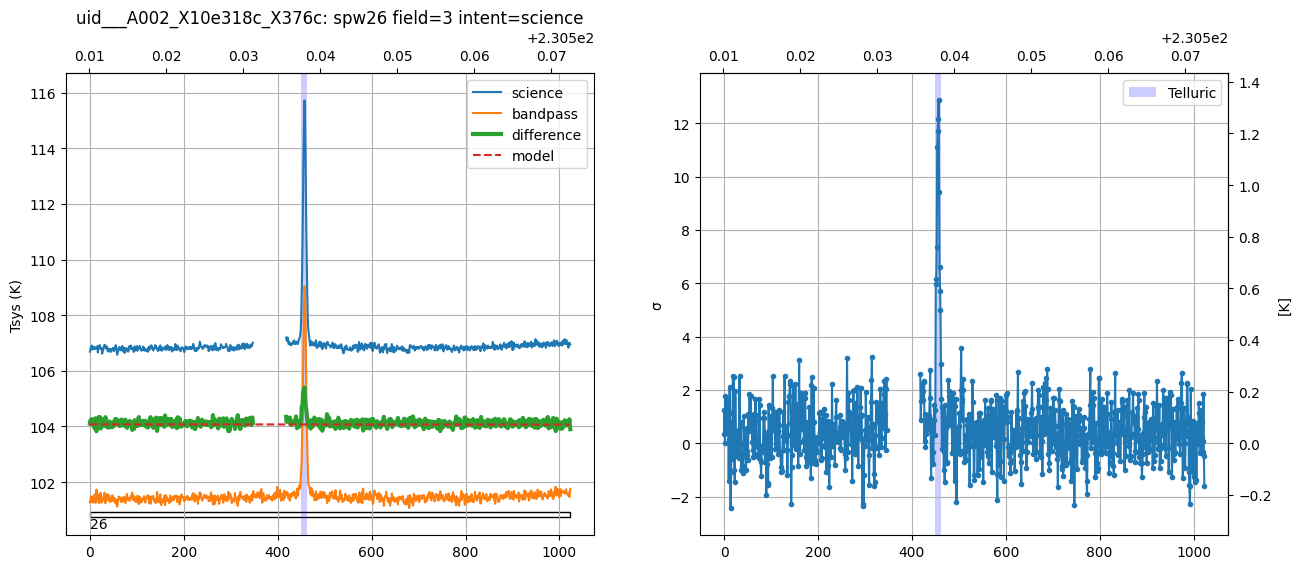 uid___A002_X10e318c_X376c: spw26 field=3 intent=science
+2.305e2
+2.305e2
0.01 0.02 0.03 0.04 0.05 0.06 0.07
0.01 0.02 0.03 0.04 0.05 0.06 0.07
116
114
112
110
108
106
104
102
Tsys (K)
science
bandpass
difference
model
26
0 200 400 600 800 1000
Telluric
12
10
8
6
4
2
0
−2
σ
1.4
1.2
1.0
0.8
0.6
0.4
0.2
0.0
−0.2
[K]
0 200 400 600 800 1000